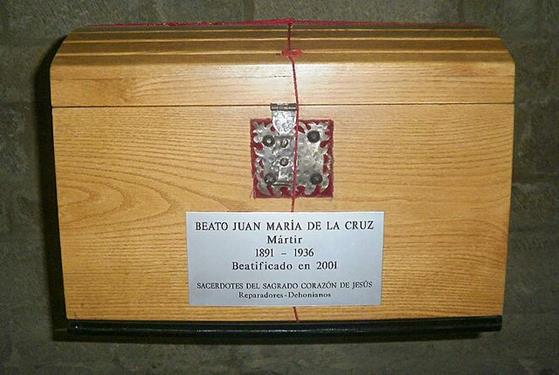 BEATO JUAN MARÍA DE LA CRUZ
Mártir
1891 - 1936
Beatificado en 2001
SACERDOTES DEL SAGRADO CORAZÓN DE JESÚS
Reparadores-Dehonianos